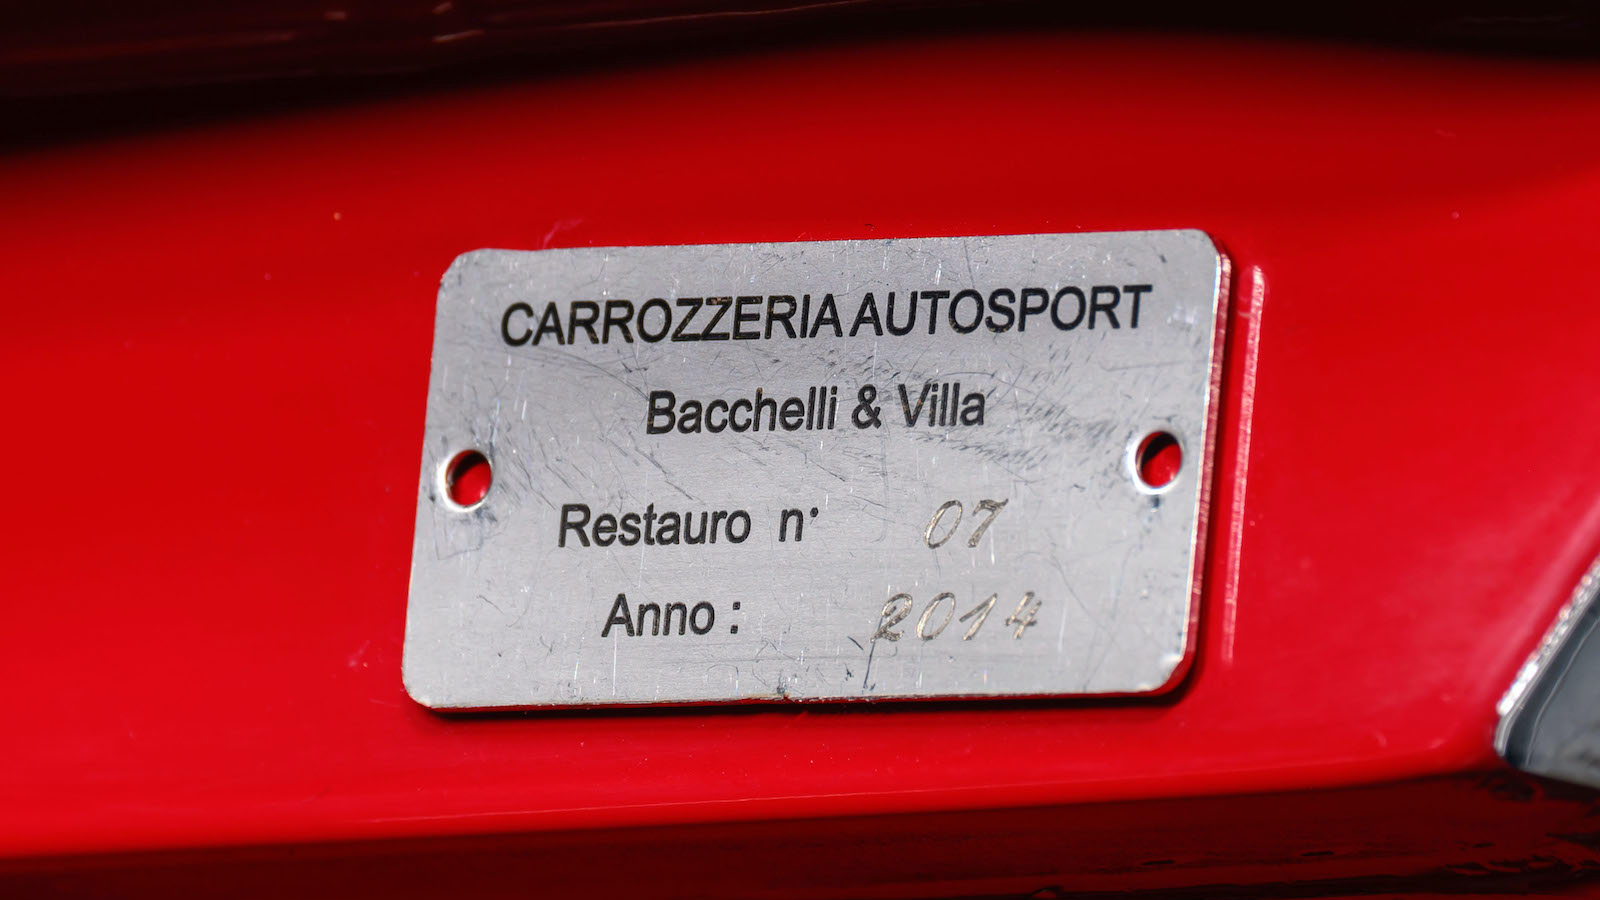 CARROZZERIA AUTOSPORT
Bacchelli & Villa
Restauro n° 07
Anno : 2014